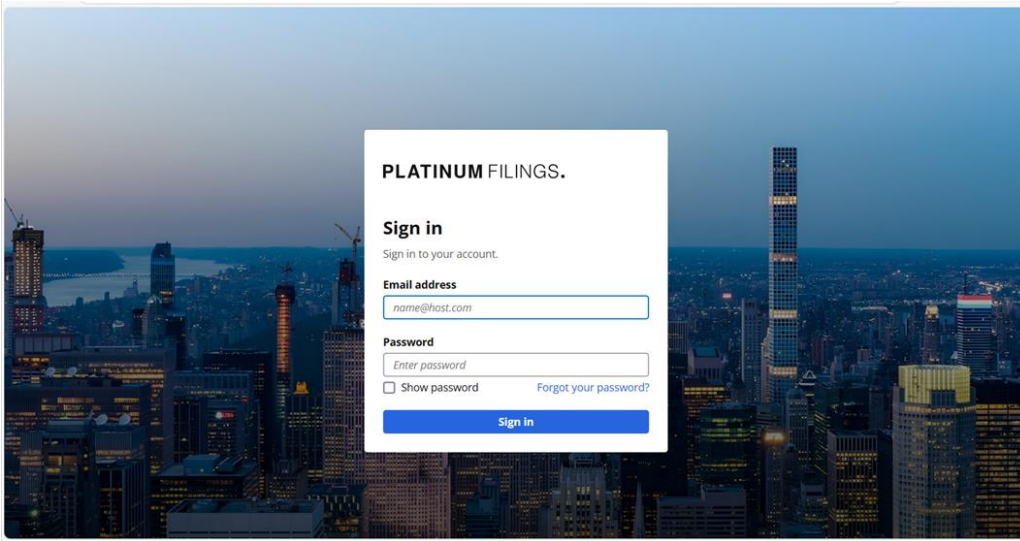 PLATINUM FILINGS.
Sign in
Sign in to your account.
Email address
name@host.com
Password
Enter password
Show password Forgot your password?
Sign in